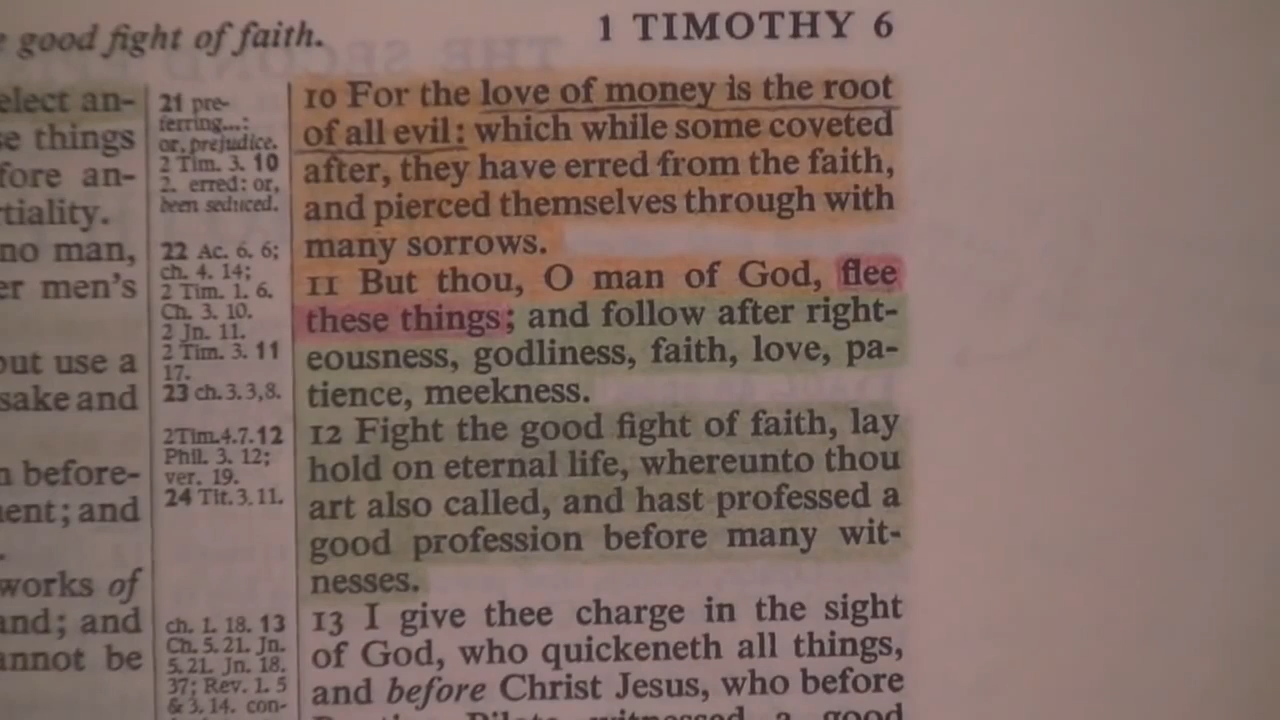 good fight of faith.
1 TIMOTHY 6
elect an-
things
fore an-
tiality.
no man,
men's
but use a
sake and
before-
ment; and
works of
and; and
annot be
21 pre-
ferring...:
or, prejudice.
2 Tim. 3. 10
2. erred: or,
been seduced.
22 Ac. 6. 6;
ch. 4. 14;
2 Tim. 1. 6.
Ch. 3. 10.
2 Jn. 11.
2 Tim. 3. 11
17.
23 ch. 3. 3, 8.
2Tim.4.7. 12
Phil. 3. 12;
ver. 19.
24 Tit. 3. 11.
ch. 1. 18. 13
Ch. 5. 21. Jn.
5. 21. Jn. 18.
37; Rev. 1. 5
& 3. 14. con-
10 For the love of money is the root
of all evil: which while some coveted
after, they have erred from the faith,
and pierced themselves through with
many sorrows.
11 But thou, O man of God, flee
these things; and follow after right-
eousness, godliness, faith, love, pa-
tience, meekness.
12 Fight the good fight of faith, lay
hold on eternal life, whereunto thou
art also called, and hast professed a
good profession before many wit-
nesses.
13 I give thee charge in the sight
of God, who quickeneth all things,
and before Christ Jesus, who before
Pontius Pilate witnessed a good